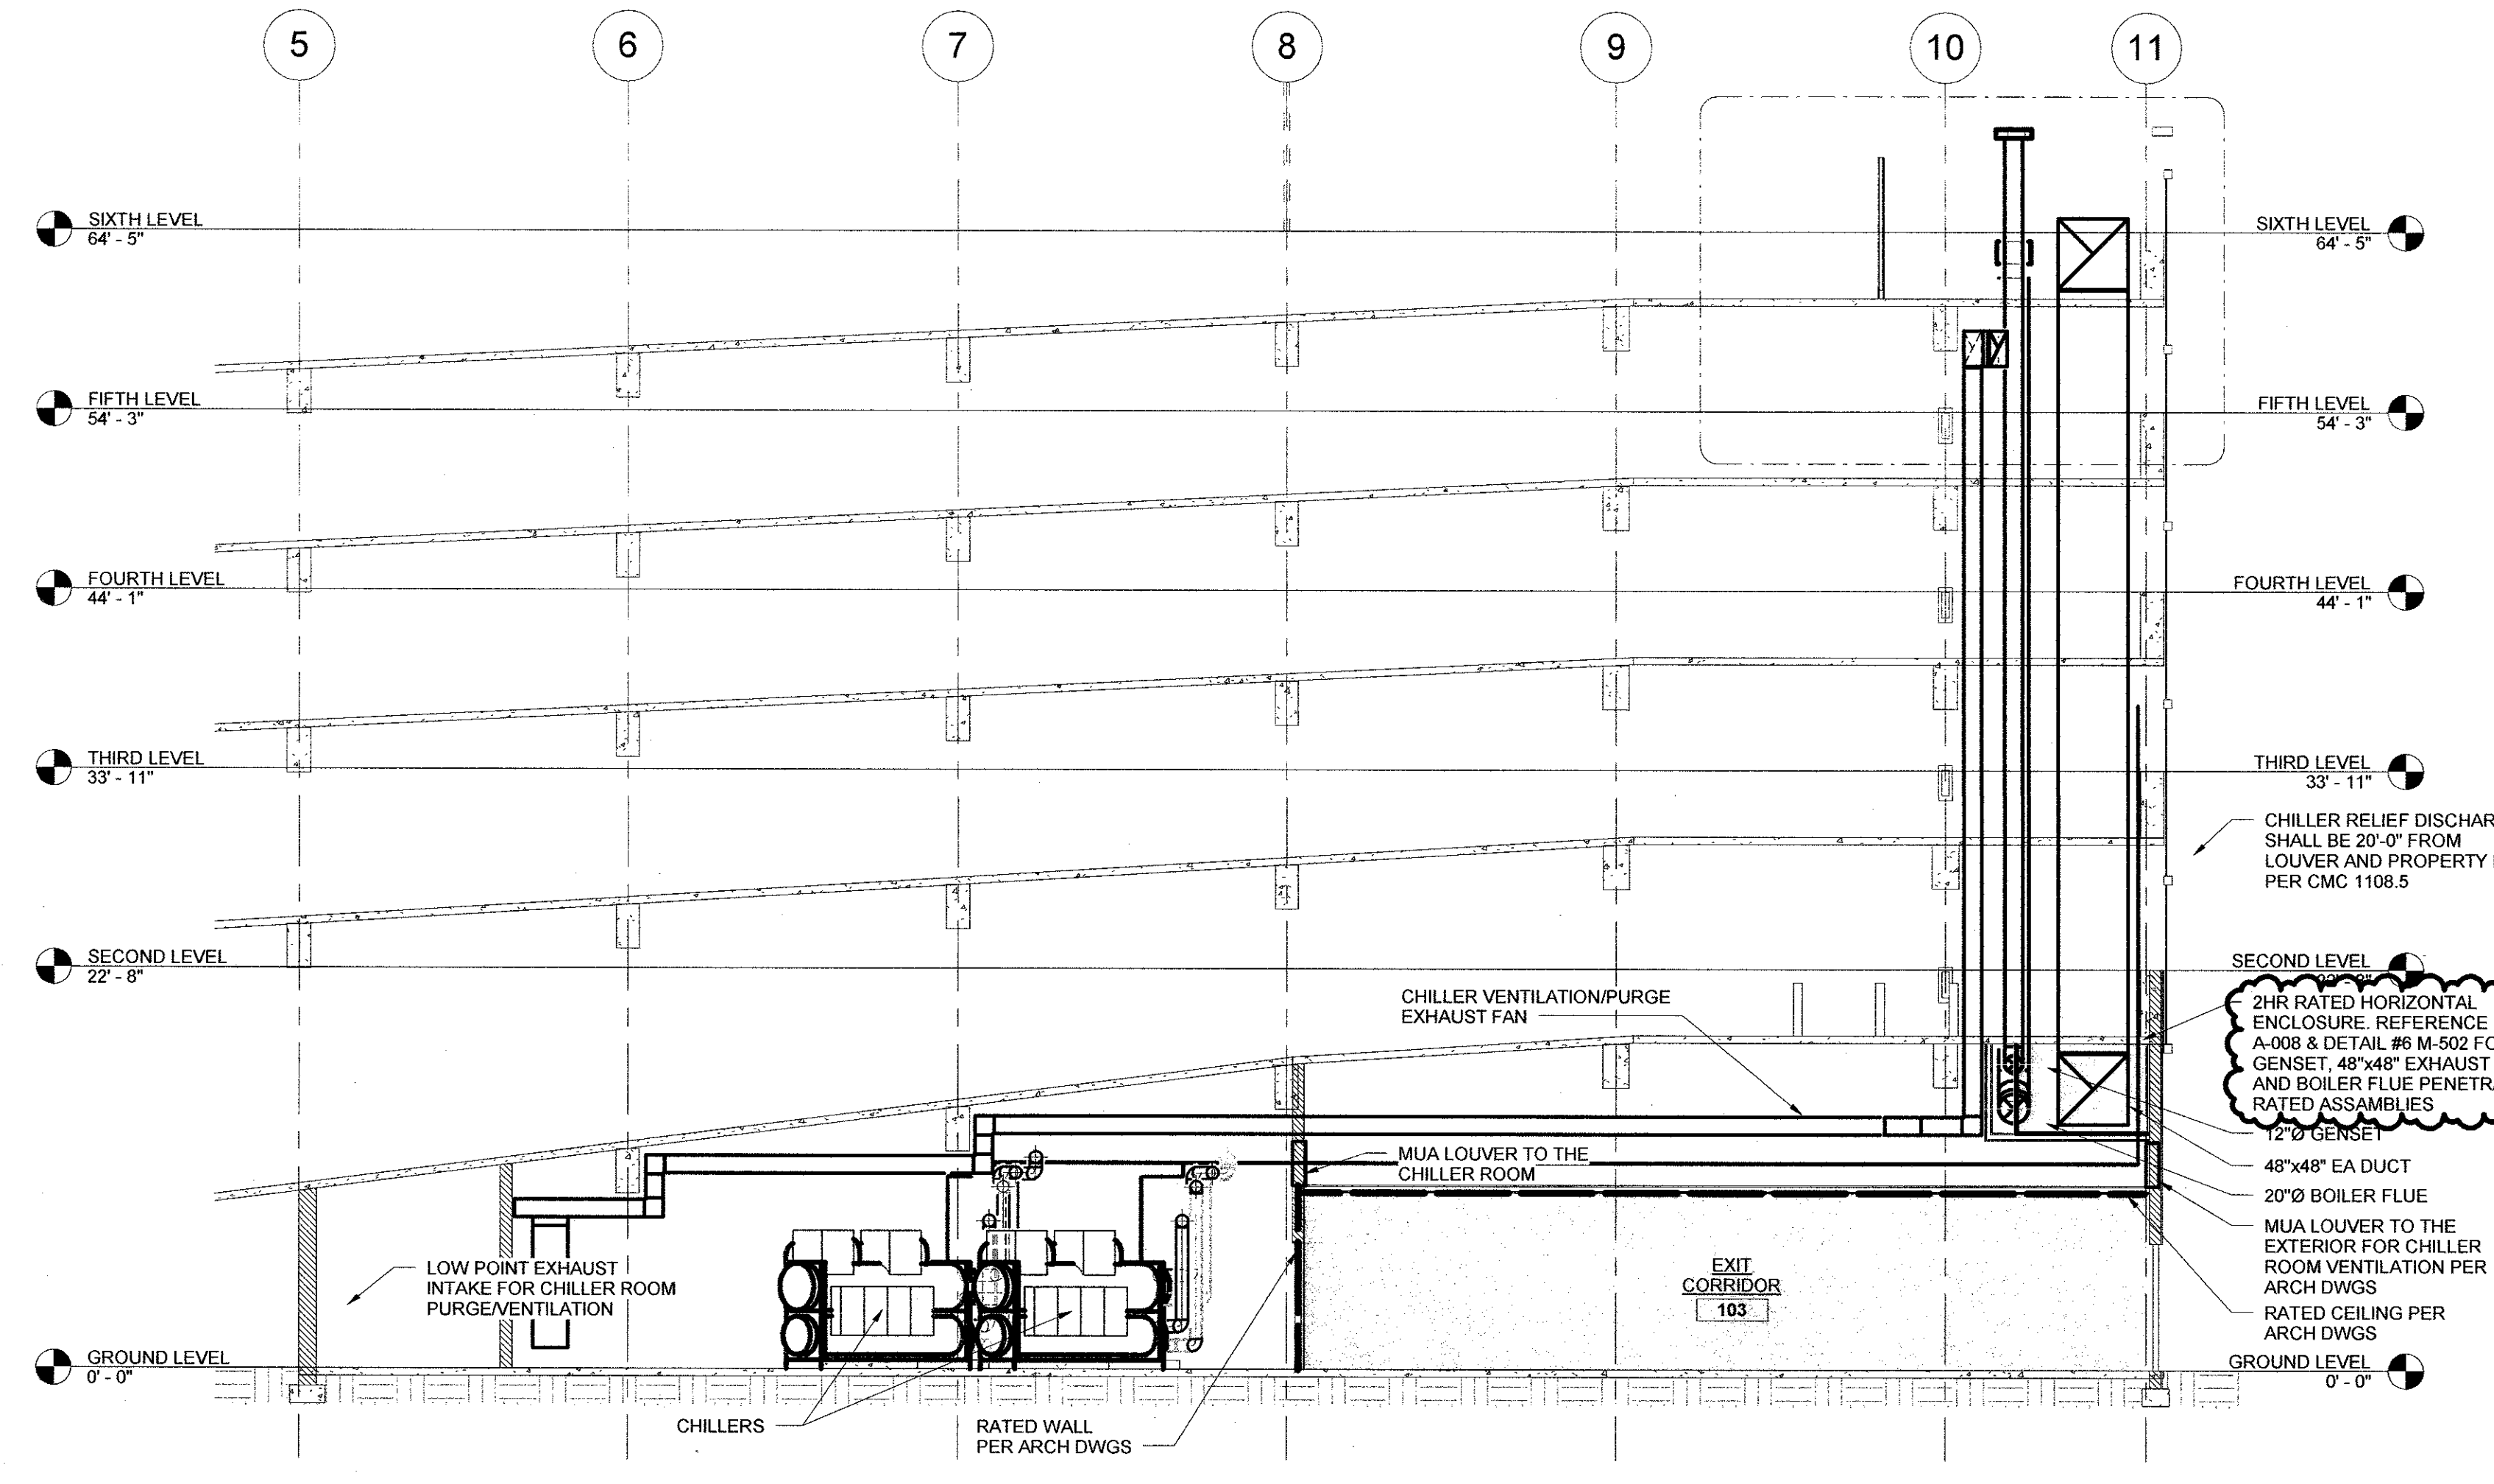 5
6
7
8
9
10
11
SIXTH LEVEL
64' - 5"
SIXTH LEVEL
64' - 5"
FIFTH LEVEL
54' - 3"
FIFTH LEVEL
54' - 3"
FOURTH LEVEL
44' - 1"
FOURTH LEVEL
44' - 1"
THIRD LEVEL
33' - 11"
THIRD LEVEL
33' - 11"
CHILLER RELIEF DISCHAR
SHALL BE 20'-0" FROM
LOUVER AND PROPERTY
PER CMC 1108.5
SECOND LEVEL
22' - 8"
SECOND LEVEL
CHILLER VENTILATION/PURGE
EXHAUST FAN
2HR RATED HORIZONTAL
ENCLOSURE. REFERENCE
A-008 & DETAIL #6 M-502 FO
GENSET, 48"x48" EXHAUST
AND BOILER FLUE PENETRA
RATED ASSAMBLIES
12"Ø GENSET
MUA LOUVER TO THE
CHILLER ROOM
48"x48" EA DUCT
20"Ø BOILER FLUE
MUA LOUVER TO THE
EXTERIOR FOR CHILLER
ROOM VENTILATION PER
ARCH DWGS
LOW POINT EXHAUST
INTAKE FOR CHILLER ROOM
PURGE/VENTILATION
EXIT
CORRIDOR
103
RATED CEILING PER
ARCH DWGS
GROUND LEVEL
0' - 0"
GROUND LEVEL
0' - 0"
CHILLERS
RATED WALL
PER ARCH DWGS